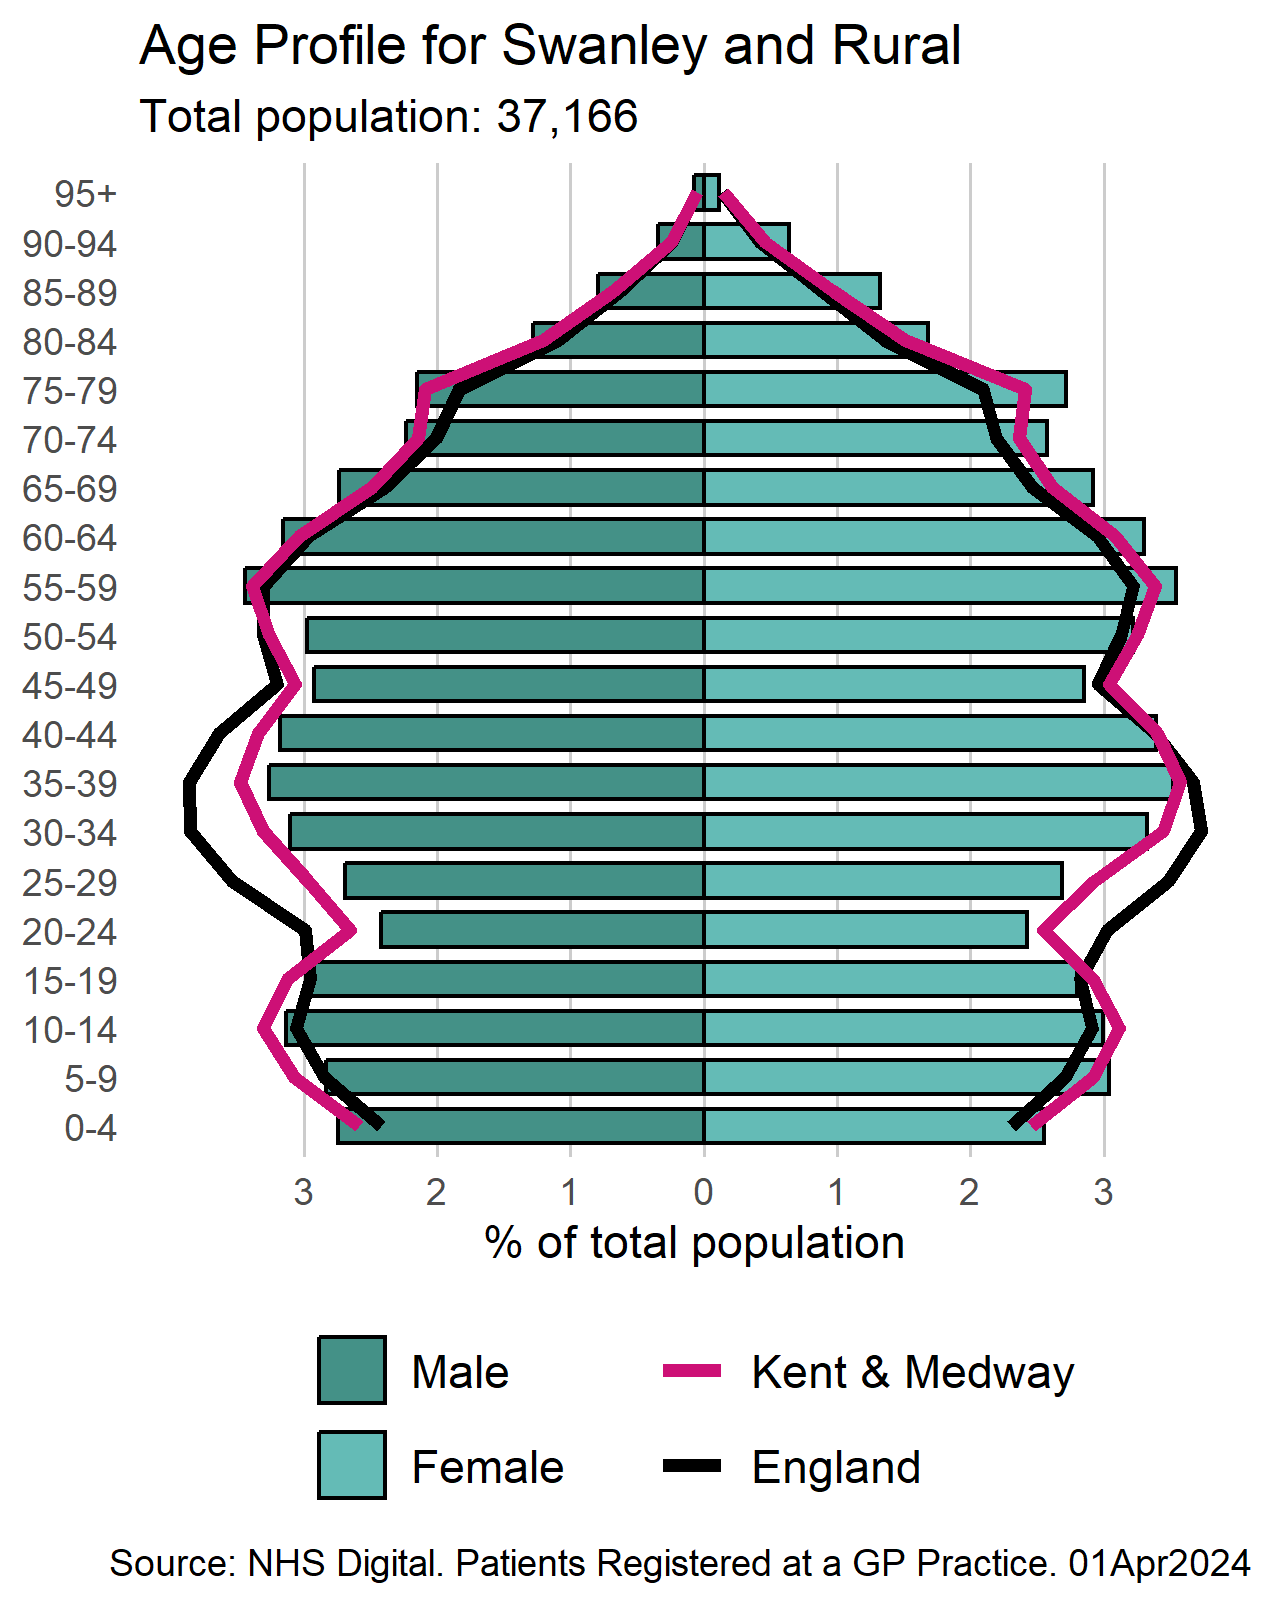 Age Profile for Swanley and Rural
Total population: 37,166
95+
90-94
85-89
80-84
75-79
70-74
65-69
60-64
55-59
50-54
45-49
40-44
35-39
30-34
25-29
20-24
15-19
10-14
5-9
0-4
3 2 1 0 1 2 3
% of total population
Male Kent & Medway
Female England
Source: NHS Digital. Patients Registered at a GP Practice. 01Apr2024